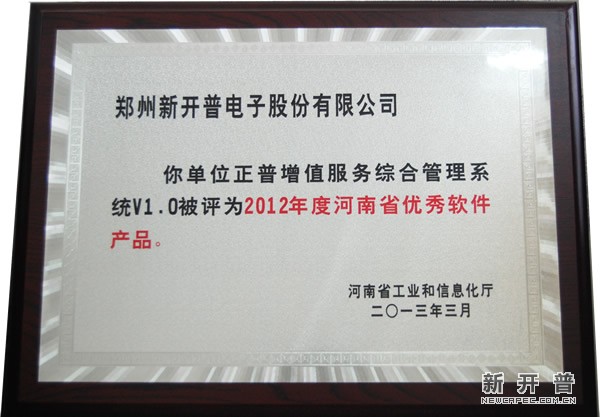 郑州新开普电子股份有限公司
你单位正普增值服务综合管理系
统V1.0被评为2012年度河南省优秀软件
产品。
河南省工业和信息化厅
二〇一三年三月
新开普
NEWCAPEC.COM.CN